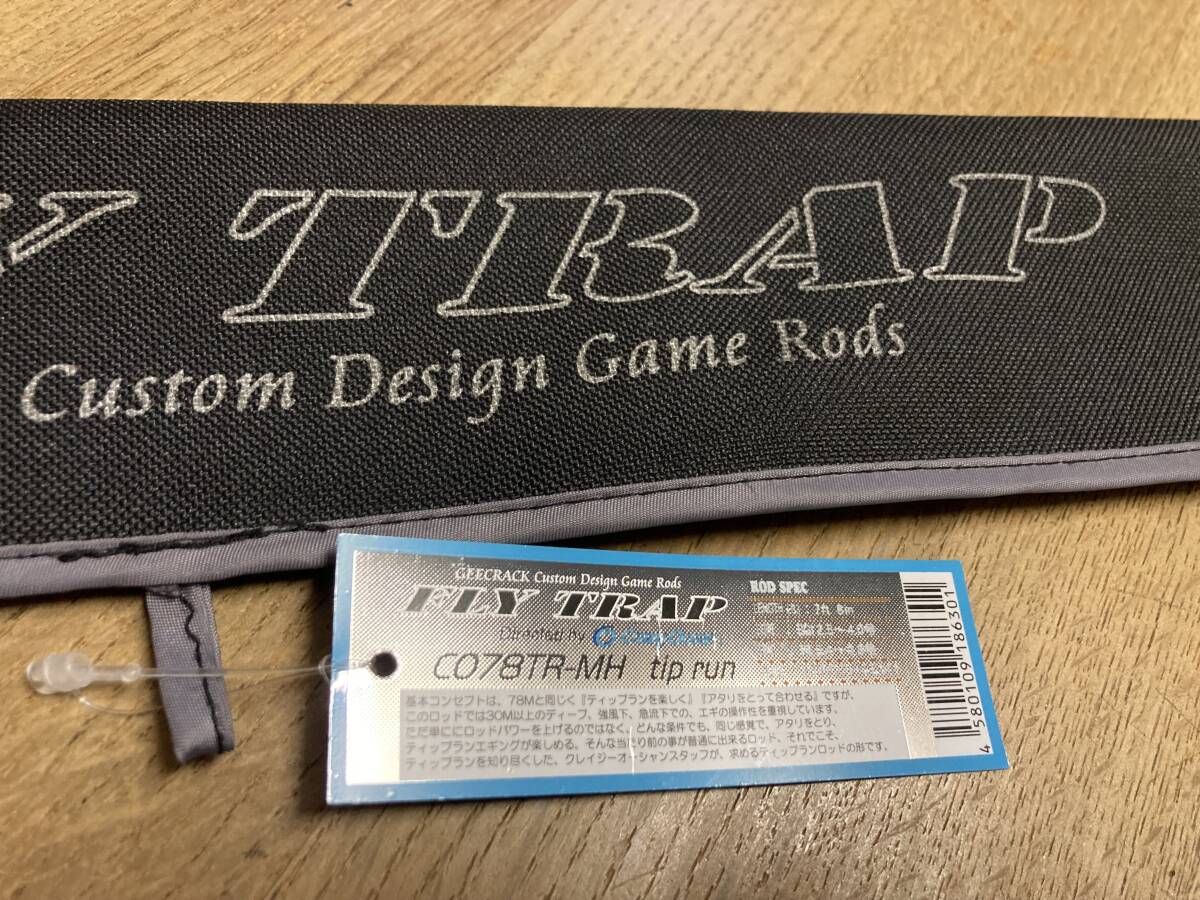 Y TRAP
Custom Design Game Rods
GEECRACK Custom Design Game Rods
FLY TRAP
Directed by
CO78TR-MH tip run
ROD SPEC
LENGTH
基本コンセプトは、78Mと同じく『ティップランを楽しく』『アタリをとって合わせる』ですが、
このロッドでは30M以上のディープ、強風下、急流下での、エギの操作性を重視しています。
ただ単ににロッドパワーを上げるのではなく、どんな条件でも、同じ感覚で、アタリをとり、
ティップランエギングが楽しめる。そんな当たり前の事が普通に出来るロッド、それでこそ、
ティップランを知り尽くした、クレイジーオーシャンスタッフが、求めるティップランロッドの形です。
4 580109 186301